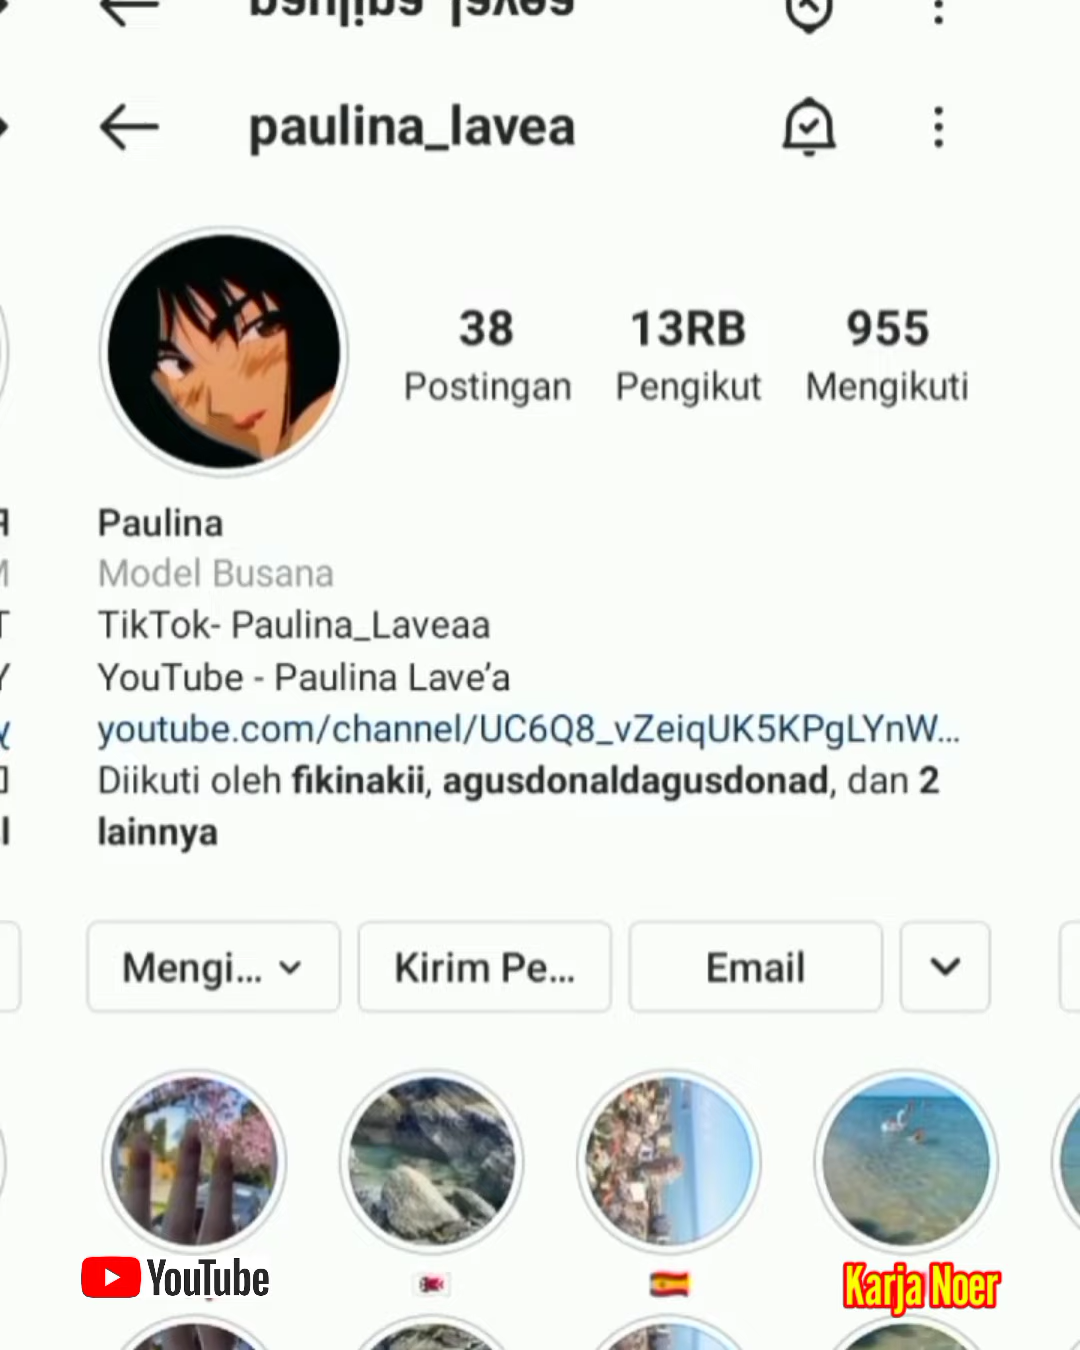 paulina_lavea
38 13RB 955
Postingan Pengikut Mengikuti
Paulina
Model Busana
TikTok- Paulina_Laveaa
YouTube - Paulina Lave’a
youtube.com/channel/UC6Q8_vZeiqUK5KPgLYnW...
Diikuti oleh fikinakii, agusdonaldagusdonad, dan 2
lainnya
Mengi... Kirim Pe... Email
YouTube
Karja Noer